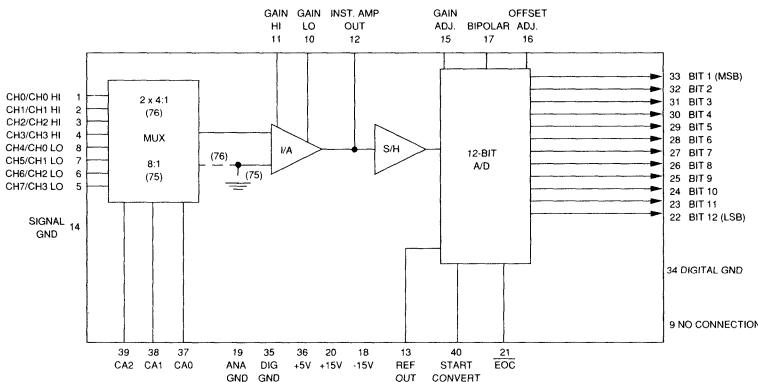 GAIN HI 11
GAIN LO 10
INST. AMP OUT 12
GAIN ADJ. 15
BIPOLAR 17
OFFSET ADJ. 16
CH0/CH0 HI 1
CH1/CH1 HI 2
CH2/CH2 HI 3
CH3/CH3 HI 4
CH4/CH0 LO 8
CH5/CH1 LO 7
CH6/CH2 LO 6
CH7/CH3 LO 5
SIGNAL GND 14
2 x 4:1
(76)
MUX
8:1
(75)
(76)
(75)
I/A
S/H
12-BIT
A/D
33 BIT 1 (MSB)
32 BIT 2
31 BIT 3
30 BIT 4
29 BIT 5
28 BIT 6
27 BIT 7
26 BIT 8
25 BIT 9
24 BIT 10
23 BIT 11
22 BIT 12 (LSB)
34 DIGITAL GND
9 NO CONNECTION
39 CA2
38 CA1
37 CA0
19 ANA GND
35 DIG GND
36 +5V
20 +15V
18 -15V
13 REF OUT
40 START CONVERT
21 EOC